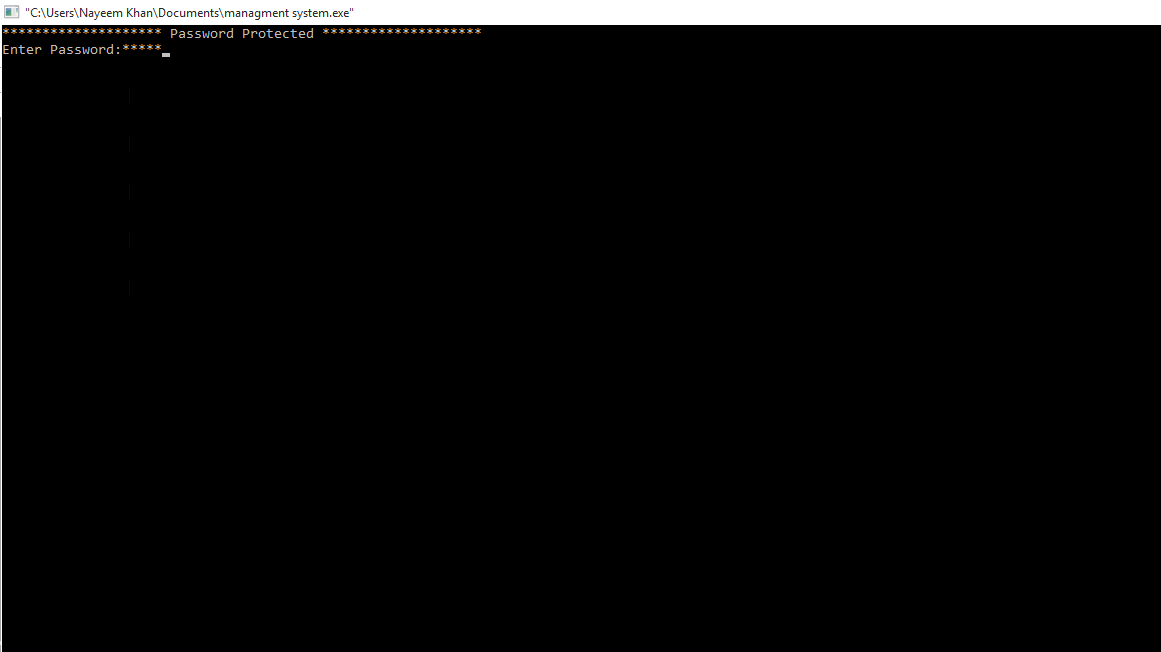 "C:\Users\Nayeem Khan\Documents\managment system.exe"
******************** Password Protected ********************
Enter Password:*****